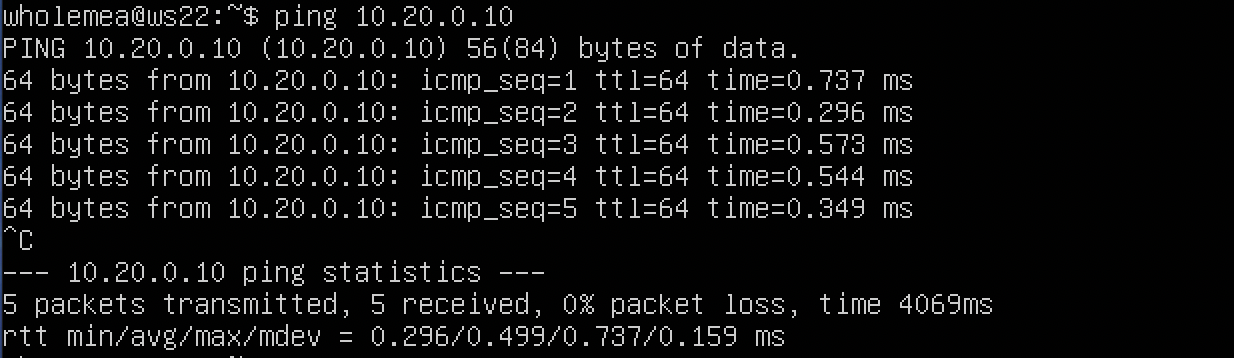 wholemea@ws22:~$ ping 10.20.0.10
PING 10.20.0.10 (10.20.0.10) 56(84) bytes of data.
64 bytes from 10.20.0.10: icmp_seq=1 ttl=64 time=0.737 ms
64 bytes from 10.20.0.10: icmp_seq=2 ttl=64 time=0.296 ms
64 bytes from 10.20.0.10: icmp_seq=3 ttl=64 time=0.573 ms
64 bytes from 10.20.0.10: icmp_seq=4 ttl=64 time=0.544 ms
64 bytes from 10.20.0.10: icmp_seq=5 ttl=64 time=0.349 ms
^C
--- 10.20.0.10 ping statistics ---
5 packets transmitted, 5 received, 0% packet loss, time 4069ms
rtt min/avg/max/mdev = 0.296/0.499/0.737/0.159 ms